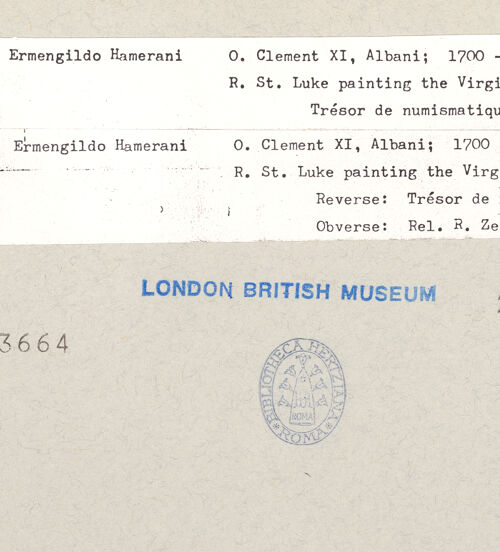 Ermengildo Hamerani O. Clement XI, Albani; 1700 -
R. St. Luke painting the Virgi
Trésor de numismatiqu
Ermengildo Hamerani O. Clement XI, Albani; 1700
R. St. Luke painting the Virg
Reverse: Trésor de
Obverse: Rel. R. Ze
LONDON BRITISH MUSEUM
3664
BIBLIOTHECA HERTZIANA
ROMA
*ROMA*